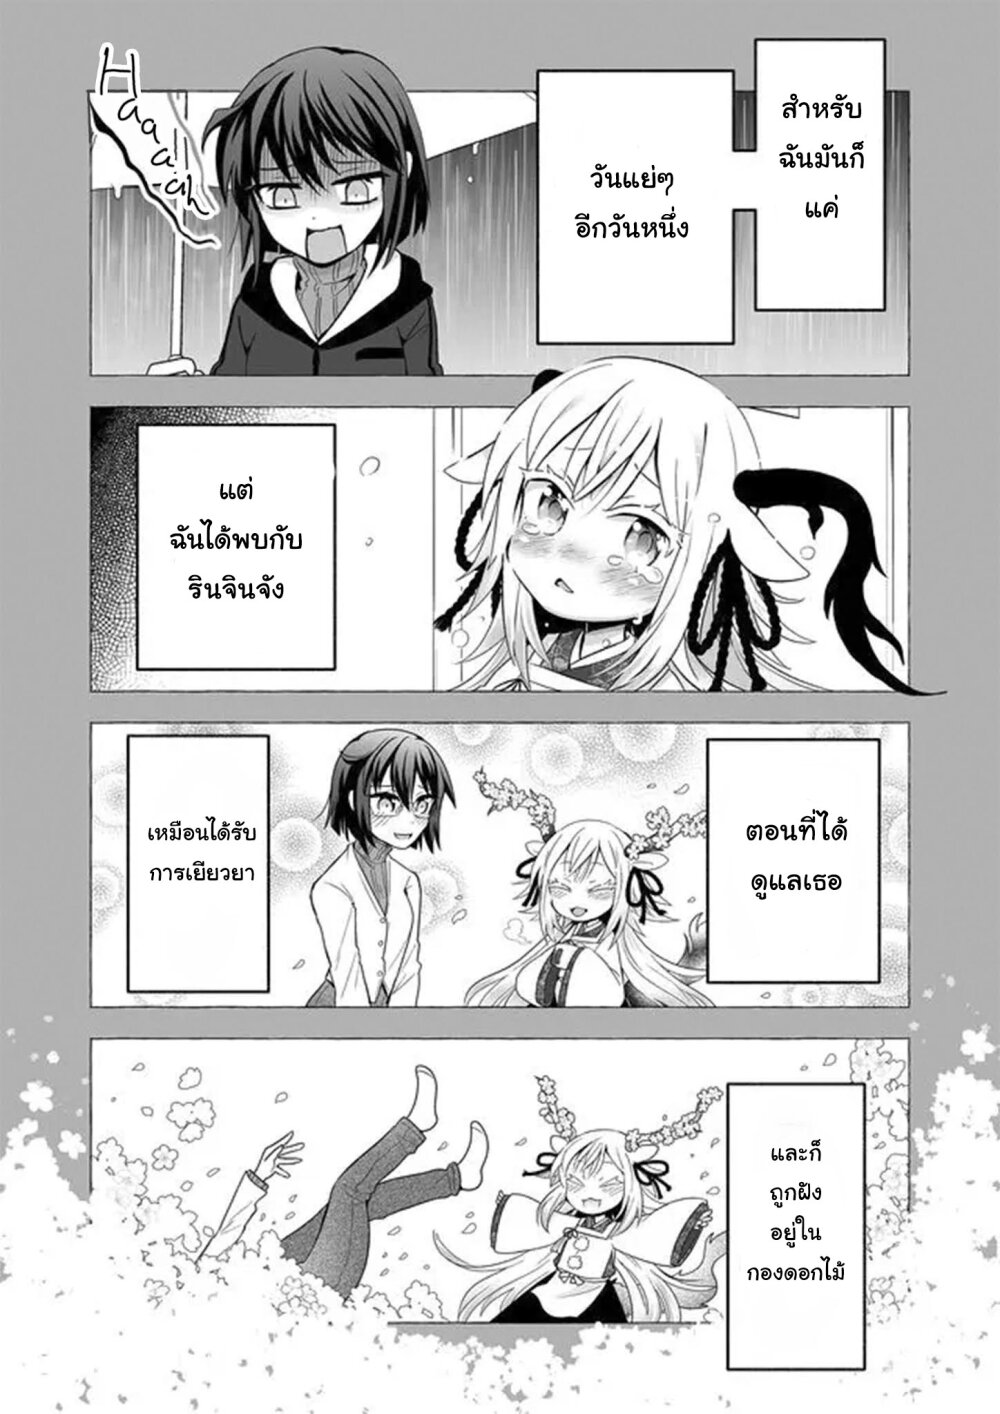 สำหรับ
ฉันมันก็
แค่
วันแย่ๆ
อีกวันหนึ่ง
Haaallah
แต่
ฉันได้พบกับ
รินจินจัง
ตอนที่ได้
ดูแลเธอ
เหมือนได้รับ
การเยียวยา
และก็
ถูกฝัง
อยู่ใน
กองดอกไม้